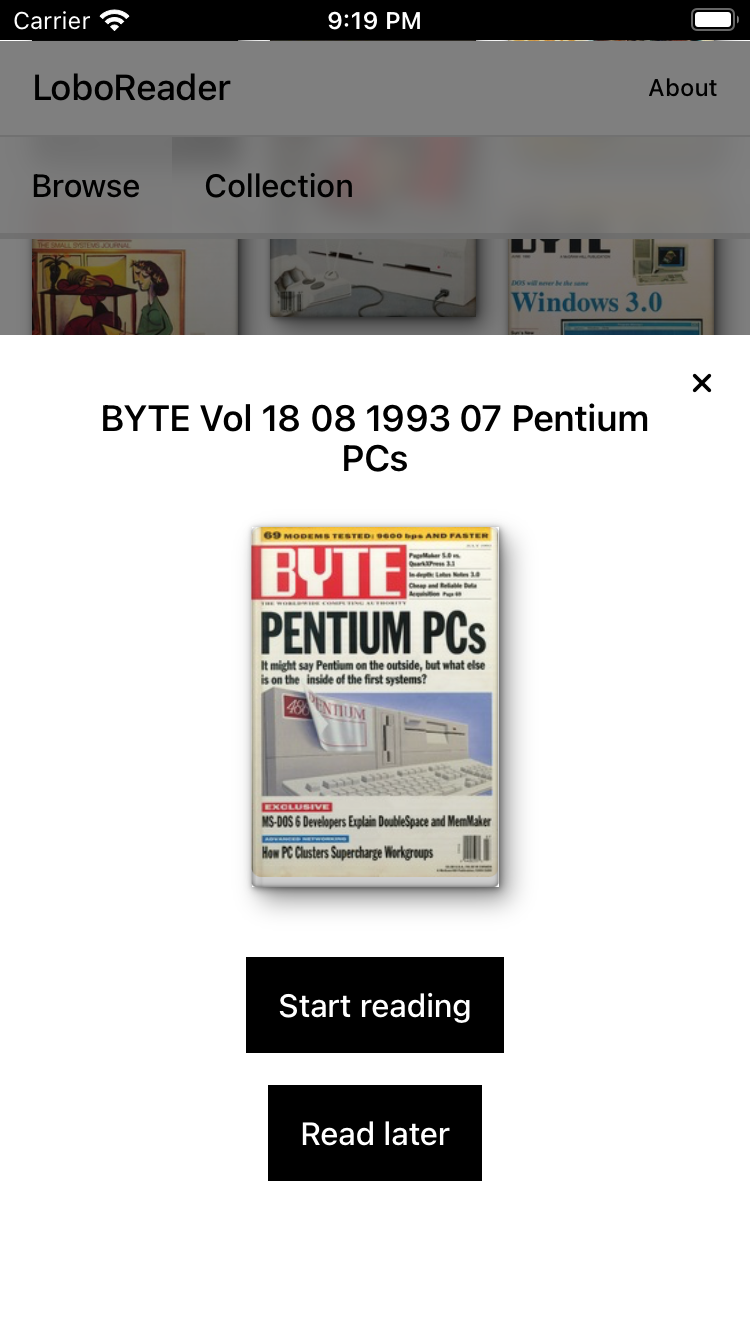 Carrier 9:19 PM
LoboReader About
Browse Collection
THE SMALL SYSTEMS JOURNAL
BYTE
DOS will never be the same
Windows 3.0
BYTE Vol 18 08 1993 07 Pentium
PCs
69 MODEMS TESTED: 9600 bps AND FASTER
BYTE
PageMaker 5.0 vs.
QuarkXPress 3.1
In-depth: Lotus Notes 3.0
Cheap and Reliable Data
Acquisition Page 69
THE WORLDWIDE COMPUTING AUTHORITY
PENTIUM PCs
It might say Pentium on the outside, but what else
is on the inside of the first systems?
486 PENTIUM
EXCLUSIVE
MS-DOS 6 Developers Explain DoubleSpace and MemMaker
ADVANCED NETWORKING
How PC Clusters Supercharge Workgroups
Start reading
Read later